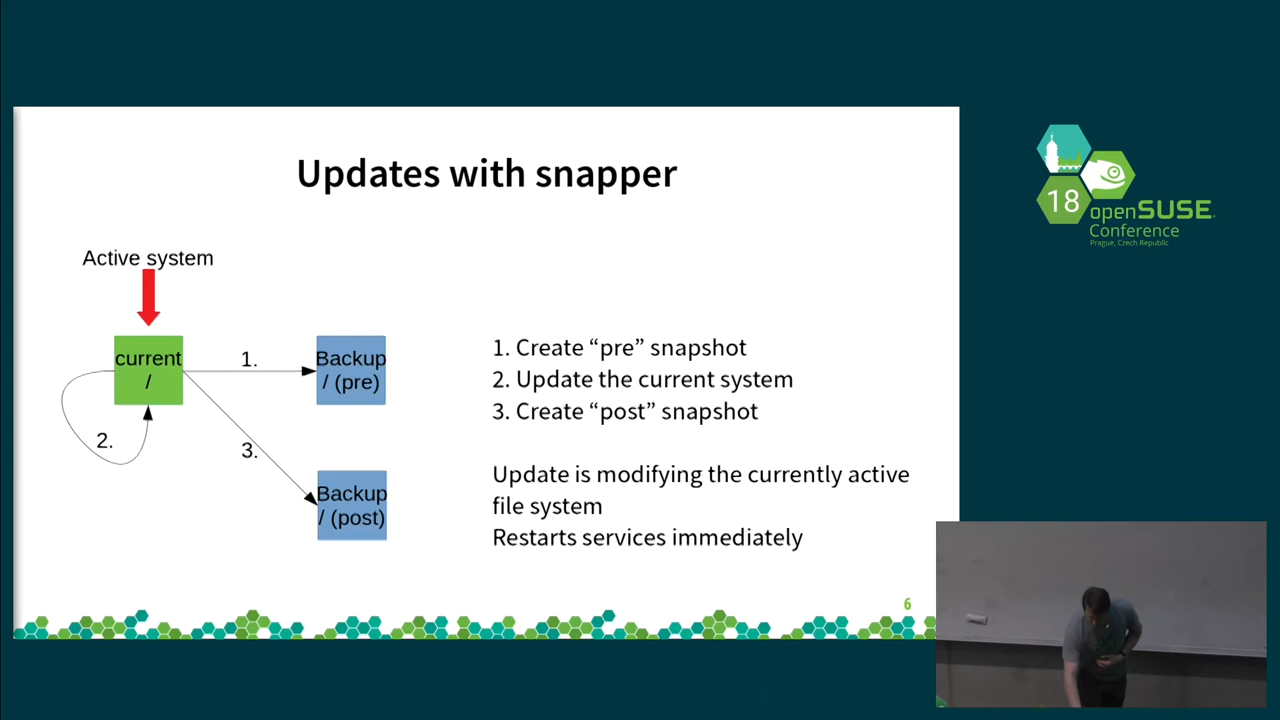 Updates with snapper
Active system
current
/
1.
Backup
/ (pre)
2.
3.
Backup
/ (post)
1. Create “pre” snapshot
2. Update the current system
3. Create “post” snapshot
Update is modifying the currently active
file system
Restarts services immediately
6
18
openSUSE
Conference
Prague, Czech Republic